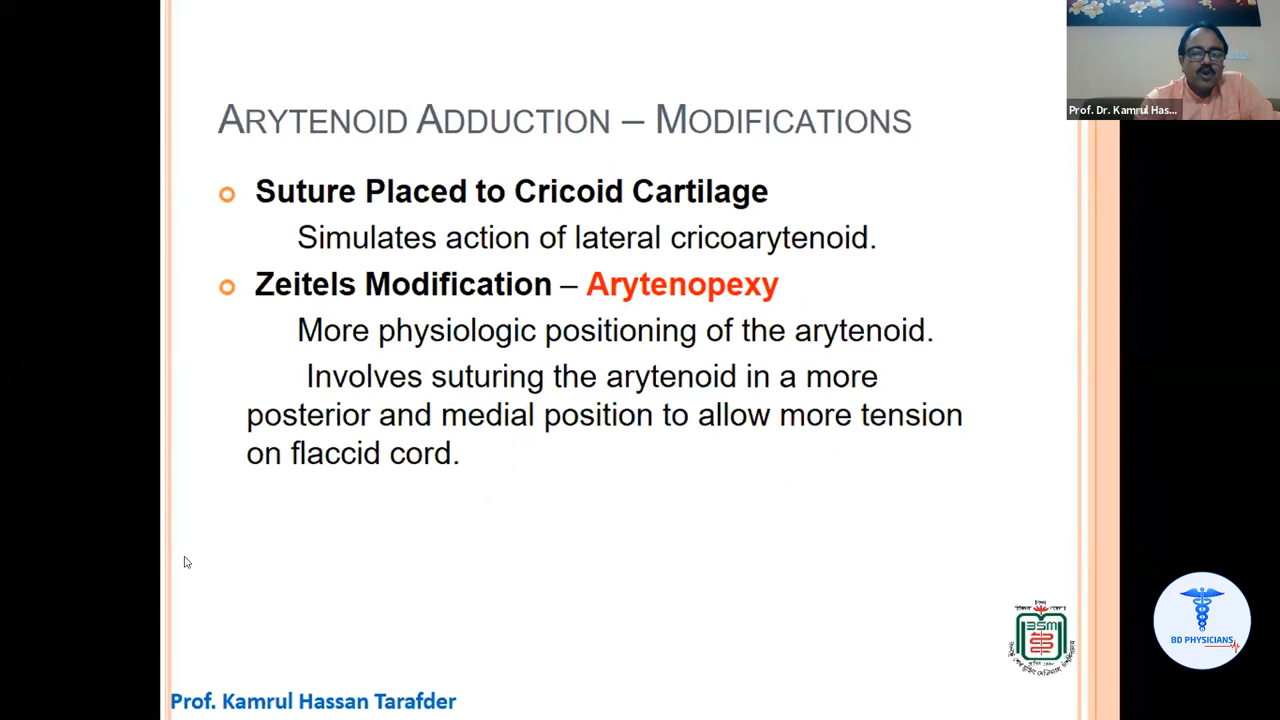 Prof. Dr. Kamrul Has...
ARYTENOID ADDUCTION – MODIFICATIONS
Suture Placed to Cricoid Cartilage
Simulates action of lateral cricoarytenoid.
Zeitels Modification – Arytenopexy
More physiologic positioning of the arytenoid.
Involves suturing the arytenoid in a more
posterior and medial position to allow more tension
on flaccid cord.
BSM
BD PHYSICIANS
Prof. Kamrul Hassan Tarafder